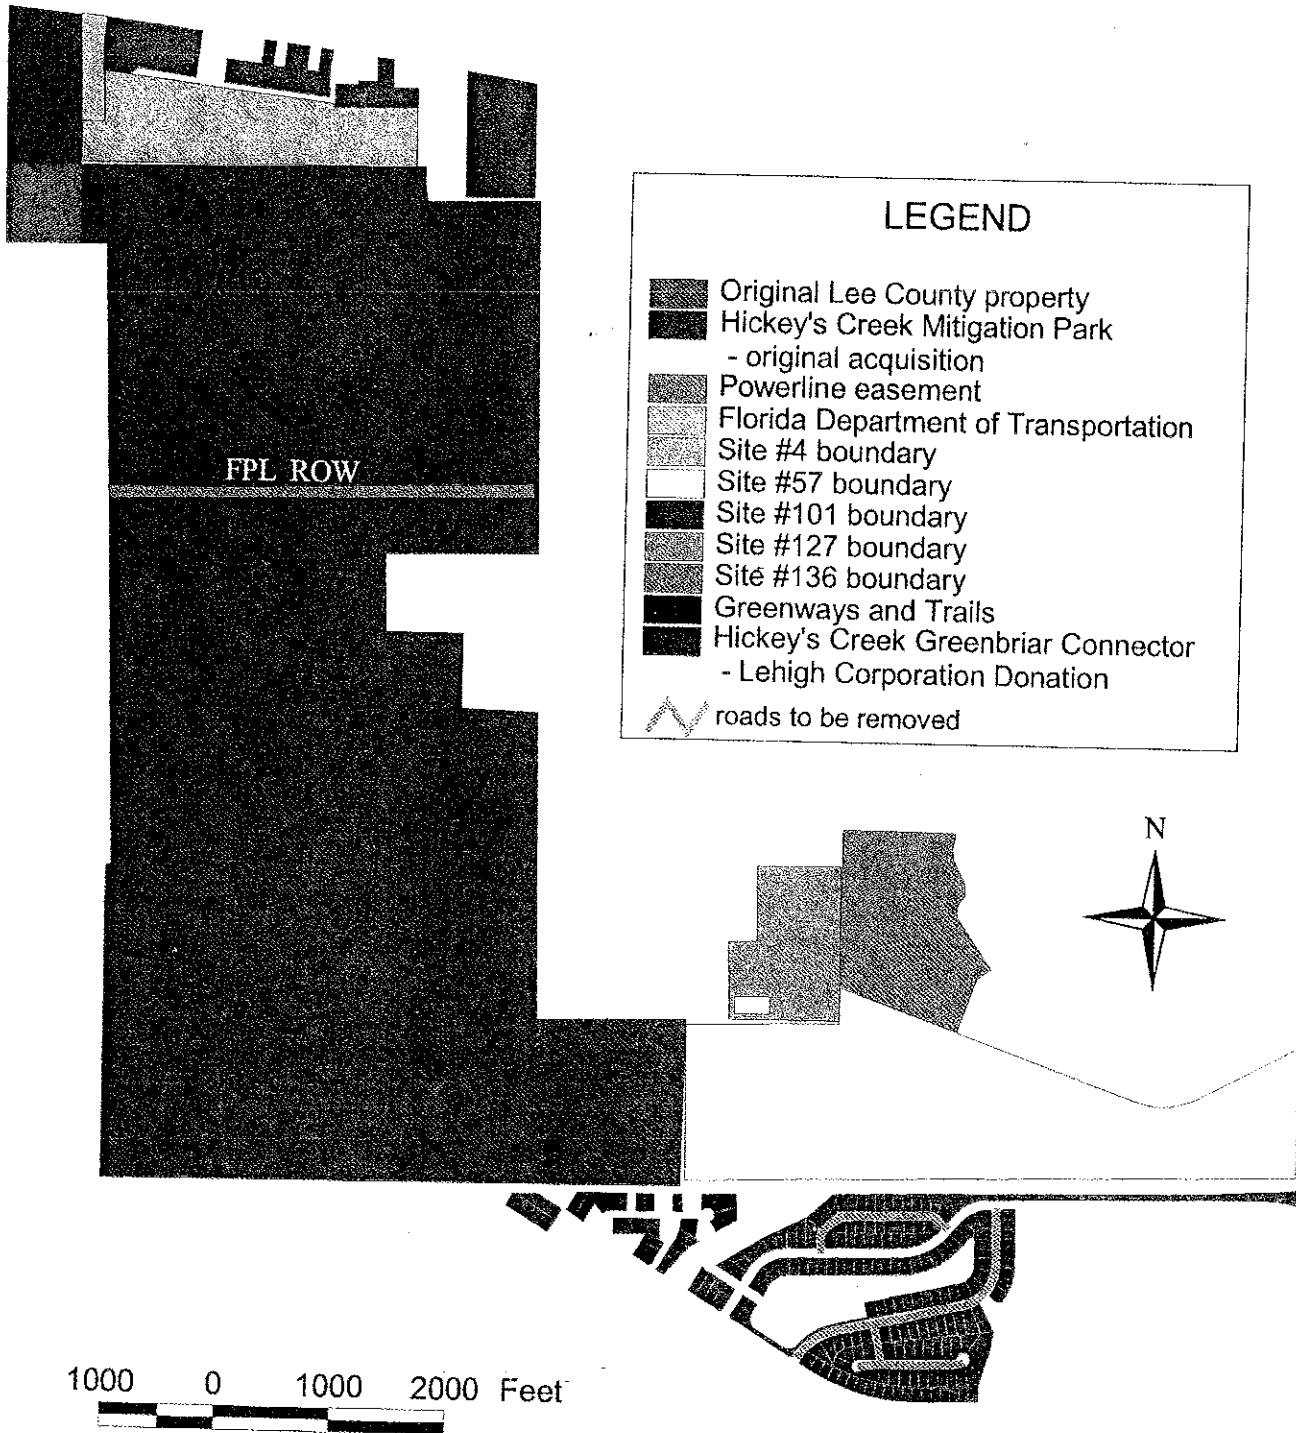 LEGEND
Original Lee County property
Hickey's Creek Mitigation Park
- original acquisition
Powerline easement
Florida Department of Transportation
Site #4 boundary
Site #57 boundary
Site #101 boundary
Site #127 boundary
Site #136 boundary
Greenways and Trails
Hickey's Creek Greenbriar Connector
- Lehigh Corporation Donation
roads to be removed
FPL ROW
N
1000 0 1000 2000 Feet